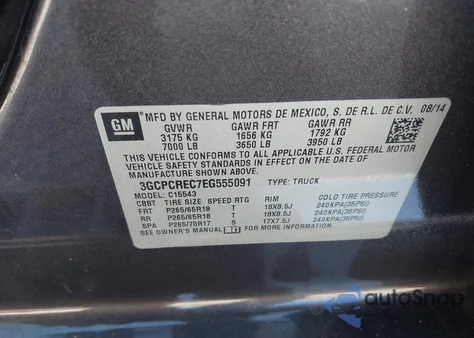 GM
MFD BY GENERAL MOTORS DE MEXICO, S. DE R.L. DE C.V. 08/14
GVWR GAWR FRT GAWR RR
3175 KG 1656 KG 1792 KG
7000 LB 3650 LB 3950 LB
THIS VEHICLE CONFORMS TO ALL APPLICABLE U.S. FEDERAL MOTOR
VEHICLE SAFETY STANDARDS IN EFFECT ON THE DATE OF
MANUFACTURE SHOWN ABOVE.
3GCPCREC7EG555091 TYPE: TRUCK
MODEL: C15543
CBBT TIRE SIZE SPEED RTG RIM COLD TIRE PRESSURE
FRT P265/65R18 T 18X8.5J 240KPA(35PSI)
RR P265/65R18 T 18X8.5J 240KPA(35PSI)
SPA P265/70R17 S 17X7.5J 240KPA(35PSI)
SEE OWNER'S MANUAL FOR MORE INFORMATION.
autoSnap